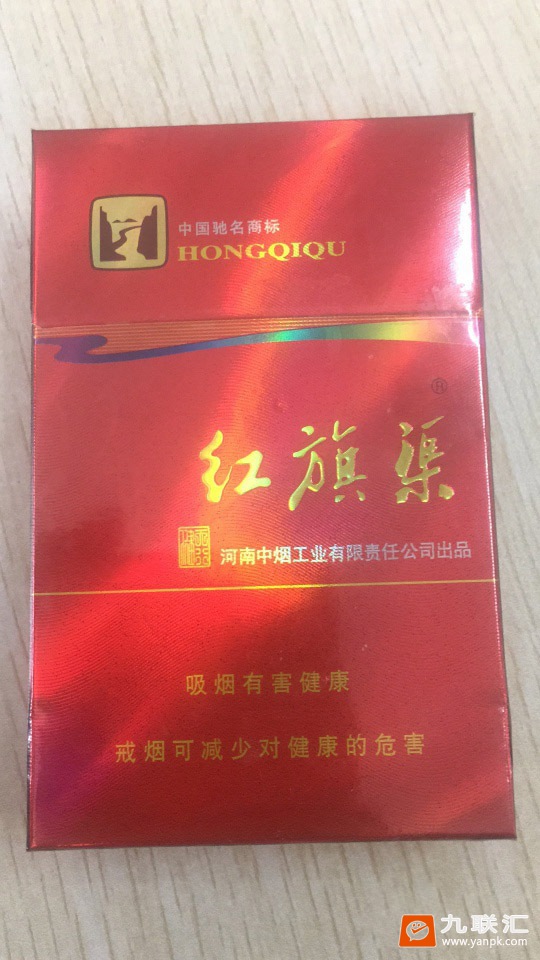 中国驰名商标
HONGQIQU
®
红旗渠
河南中烟工业有限责任公司出品
吸烟有害健康
戒烟可减少对健康的危害
九联汇
www.yanpk.com